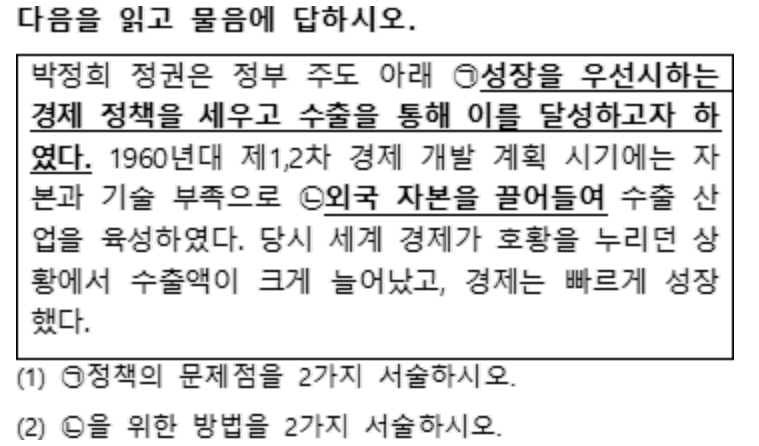 다음을 읽고 물음에 답하시오.
박정희 정권은 정부 주도 아래 ㉠성장을 우선시하는
경제 정책을 세우고 수출을 통해 이를 달성하고자 하
였다. 1960년대 제1,2차 경제 개발 계획 시기에는 자
본과 기술 부족으로 ㉡외국 자본을 끌어들여 수출 산
업을 육성하였다. 당시 세계 경제가 호황을 누리던 상
황에서 수출액이 크게 늘어났고, 경제는 빠르게 성장
했다.
(1) ㉠정책의 문제점을 2가지 서술하시오.
(2) ㉡을 위한 방법을 2가지 서술하시오.